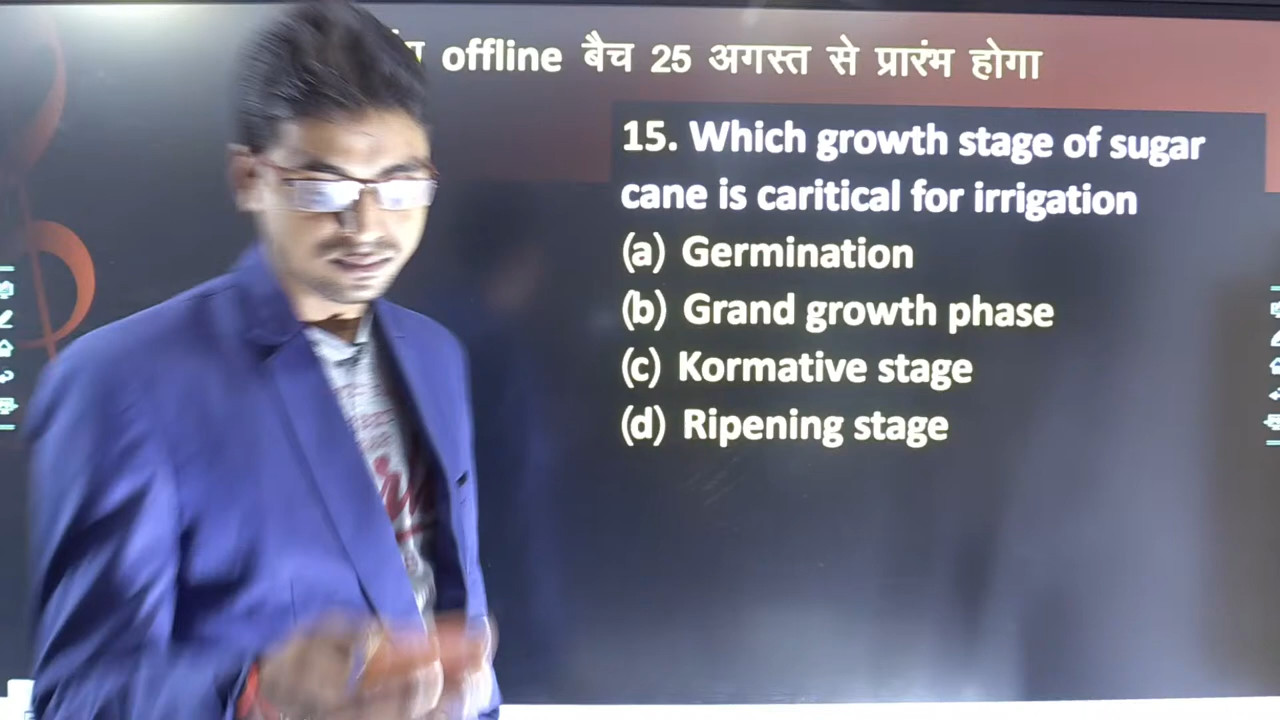 offline बैच 25 अगस्त से प्रारंभ होगा
15. Which growth stage of sugar
cane is caritical for irrigation
(a) Germination
(b) Grand growth phase
(c) Kormative stage
(d) Ripening stage